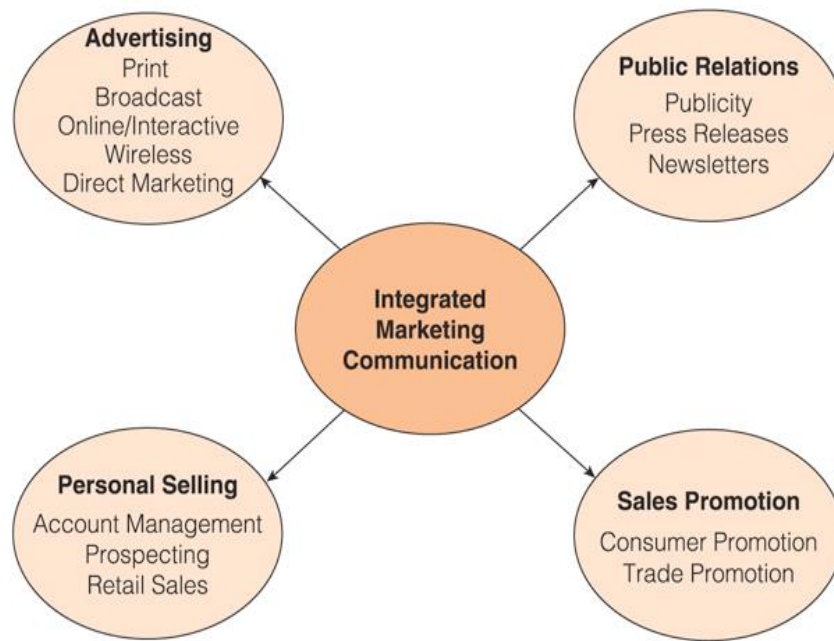 Advertising
Print
Broadcast
Online/Interactive
Wireless
Direct Marketing
Public Relations
Publicity
Press Releases
Newsletters
Integrated
Marketing
Communication
Personal Selling
Account Management
Prospecting
Retail Sales
Sales Promotion
Consumer Promotion
Trade Promotion